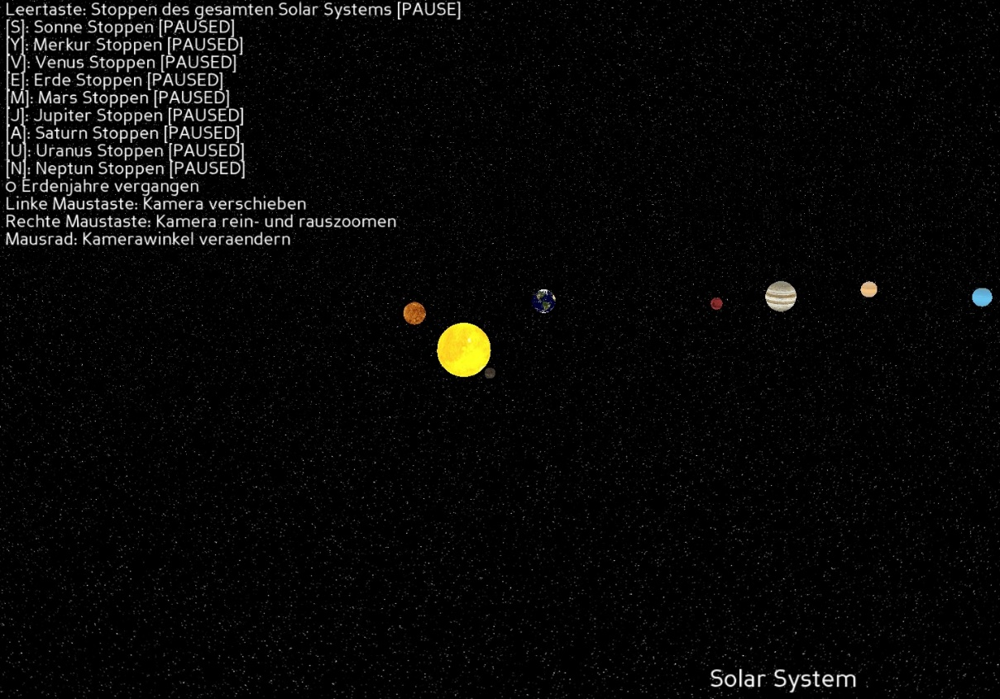 Leertaste: Stoppen des gesamten Solar Systems [PAUSE]
[S]: Sonne Stoppen [PAUSED]
[Y]: Merkur Stoppen [PAUSED]
[V]: Venus Stoppen [PAUSED]
[E]: Erde Stoppen [PAUSED]
[M]: Mars Stoppen [PAUSED]
[J]: Jupiter Stoppen [PAUSED]
[A]: Saturn Stoppen [PAUSED]
[U]: Uranus Stoppen [PAUSED]
[N]: Neptun Stoppen [PAUSED]
0 Erdenjahre vergangen
Linke Maustaste: Kamera verschieben
Rechte Maustaste: Kamera rein- und rauszoomen
Mausrad: Kamerawinkel veraendern
Solar System